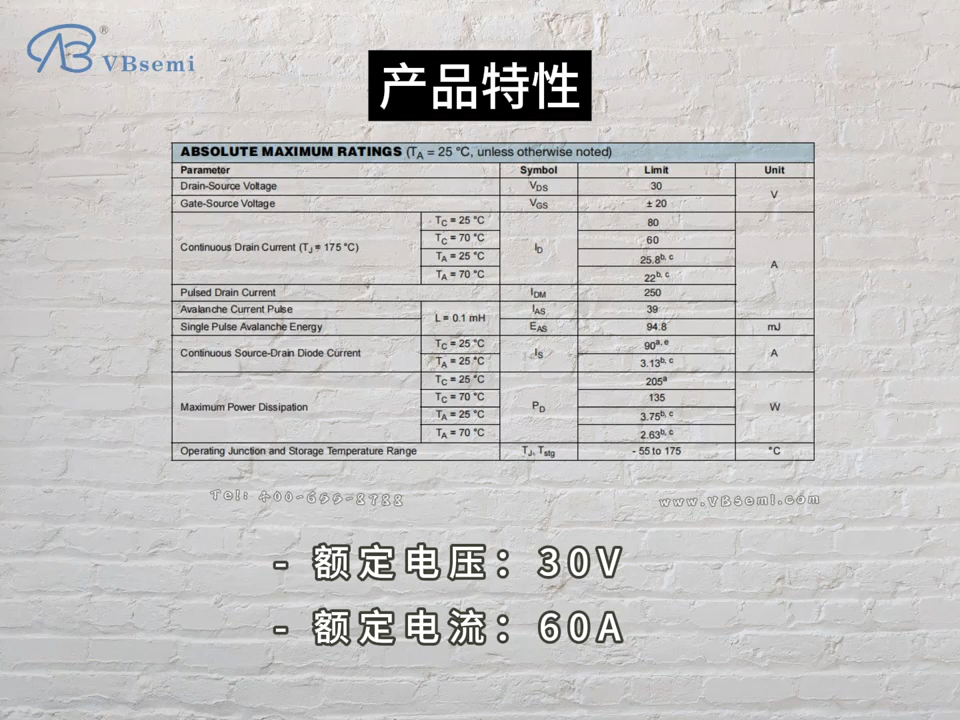 VBsemi®
产品特性
ABSOLUTE MAXIMUM RATINGS (TA = 25 °C, unless otherwise noted)
Parameter Symbol Limit Unit
Drain-Source Voltage VDS 30 V
Gate-Source Voltage VGS ± 20
Continuous Drain Current (TJ = 175 °C) TC = 25 °C ID 80 A
TC = 70 °C 60
TA = 25 °C 25.8b, c
TA = 70 °C 22b, c
Pulsed Drain Current IDM 250
Avalanche Current Pulse L = 0.1 mH IAS 39
Single Pulse Avalanche Energy EAS 94.8 mJ
Continuous Source-Drain Diode Current TC = 25 °C IS 90a, e A
TA = 25 °C 3.13b, c
Maximum Power Dissipation TC = 25 °C PD 205a W
TC = 70 °C 135
TA = 25 °C 3.75b, c
TA = 70 °C 2.63b, c
Operating Junction and Storage Temperature Range TJ, Tstg - 55 to 175 °C
Tel: 400-655-8788
www.VBsemi.com
- 额定电压：30V
- 额定电流：60A